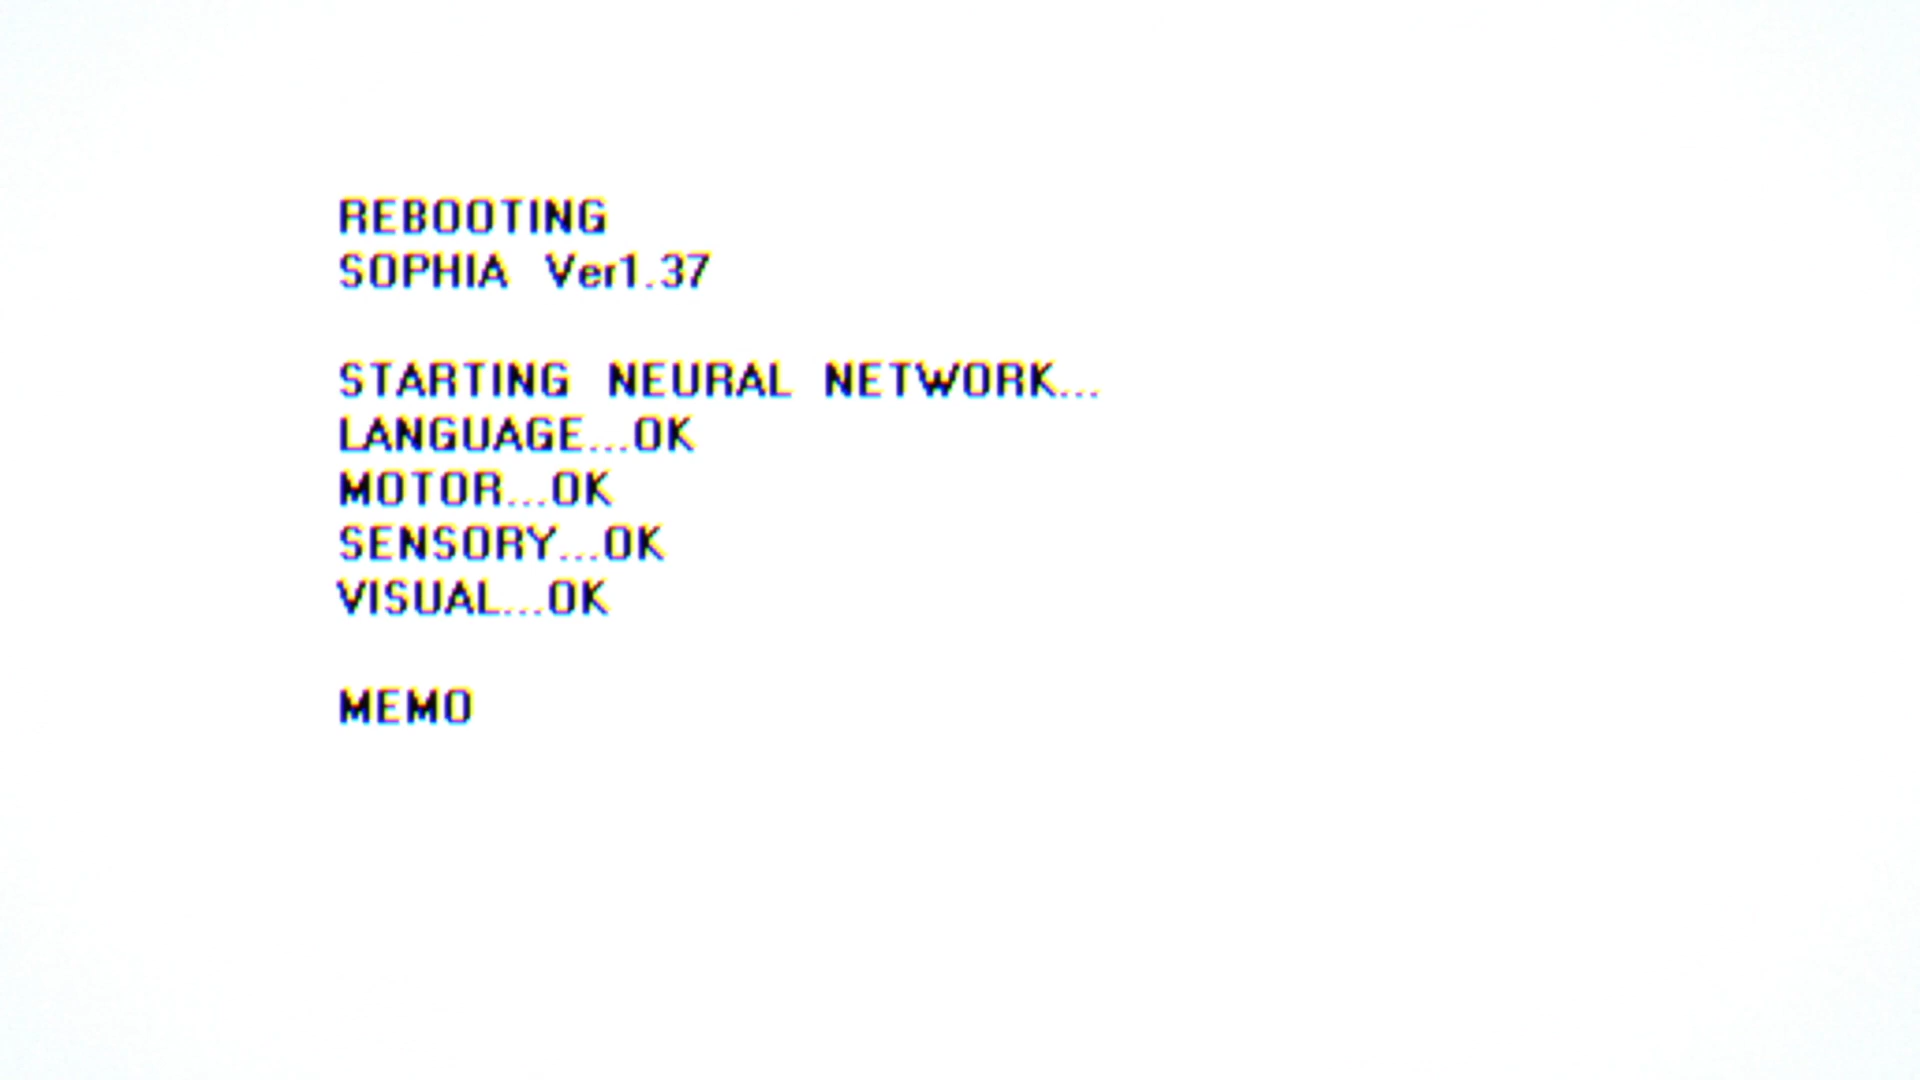 REBOOTING
SOPHIA Ver1.37
STARTING NEURAL NETWORK...
LANGUAGE...OK
MOTOR...OK
SENSORY...OK
VISUAL...OK
MEMO